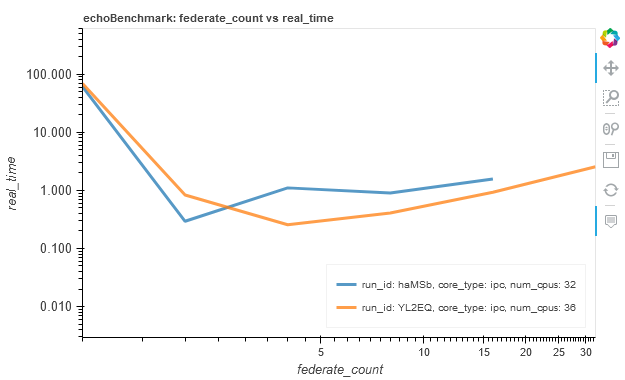 echoBenchmark: federate_count vs real_time
100.000
10.000
1.000
0.100
0.010
real_time
run_id: haMSb, core_type: ipc, num_cpus: 32
run_id: YL2EQ, core_type: ipc, num_cpus: 36
5 10 15 20 25 30
federate_count